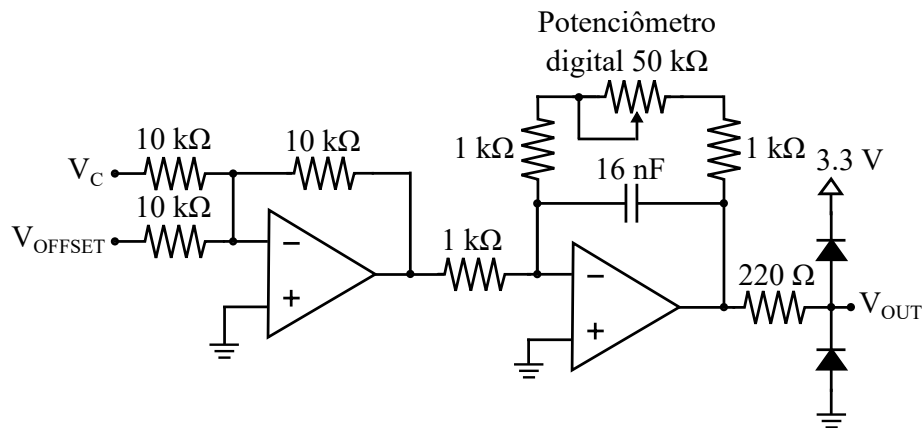 Potenciômetro
digital 50 kΩ
10 kΩ
10 kΩ
1 kΩ
1 kΩ
3.3 V
V_C
16 nF
10 kΩ
V_OFFSET
1 kΩ
220 Ω
−
−
V_OUT
+
+